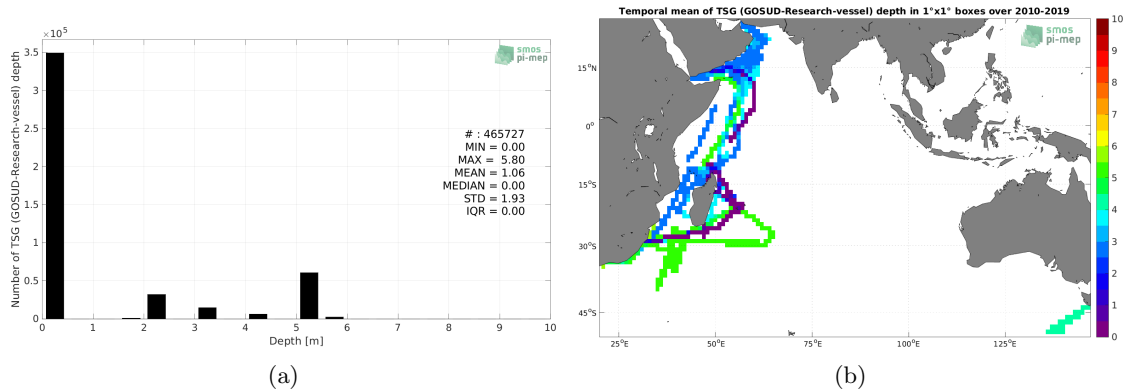 ×10⁵
3.5
3
2.5
2
1.5
1
0.5
0
Number of TSG (GOSUD-Research-vessel) depth
0 1 2 3 4 5 6 7 8 9 10
Depth [m]
smos
pi-mep
# : 465727
MIN = 0.00
MAX = 5.80
MEAN = 1.06
MEDIAN = 0.00
STD = 1.93
IQR = 0.00
(a)
Temporal mean of TSG (GOSUD-Research-vessel) depth in 1°x1° boxes over 2010-2019
smos
pi-mep
15°N
0°
15°S
30°S
45°S
25°E 50°E 75°E 100°E 125°E
10
9
8
7
6
5
4
3
2
1
0
(b)